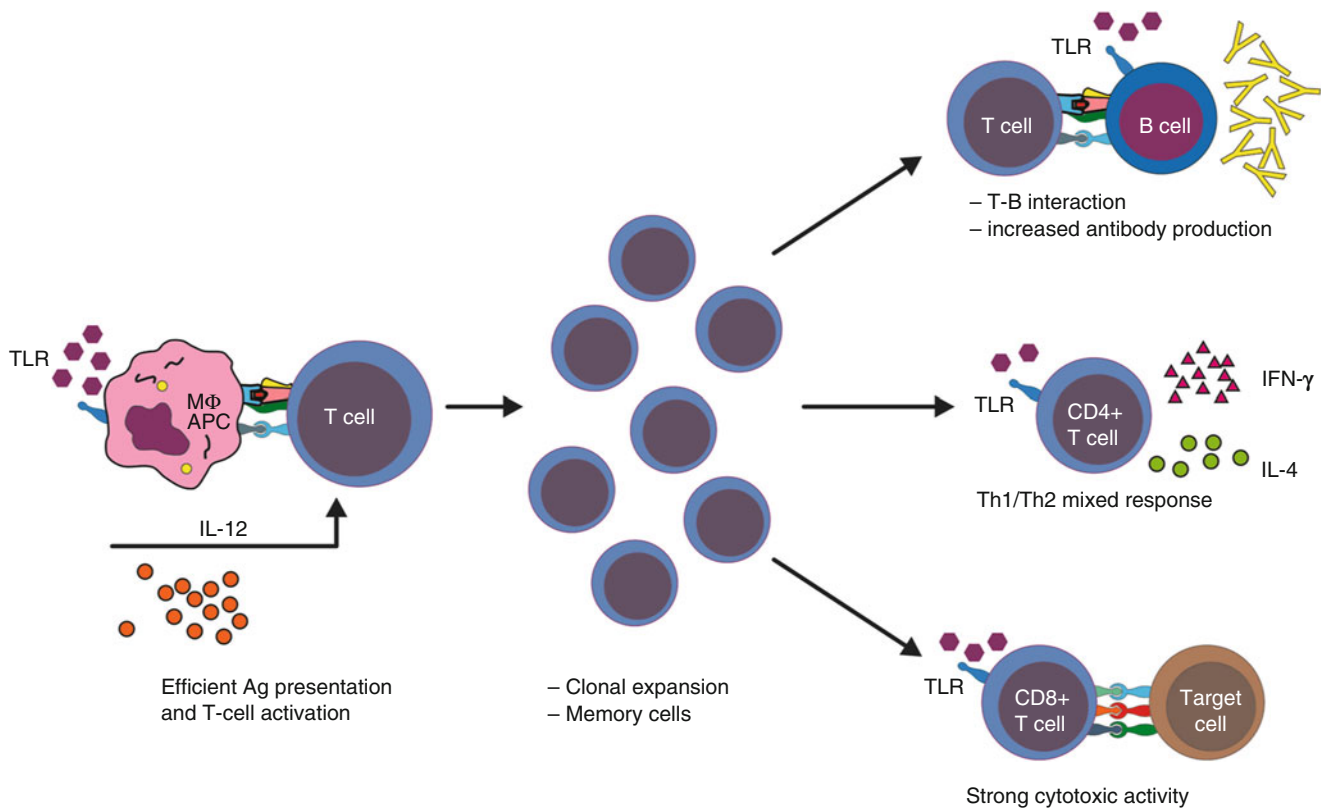 TLR
MΦ
APC
T cell
IL-12
Efficient Ag presentation
and T-cell activation
– Clonal expansion
– Memory cells
TLR
T cell
B cell
– T-B interaction
– increased antibody production
TLR
CD4+
T cell
IFN-γ
IL-4
Th1/Th2 mixed response
TLR
CD8+
T cell
Target
cell
Strong cytotoxic activity